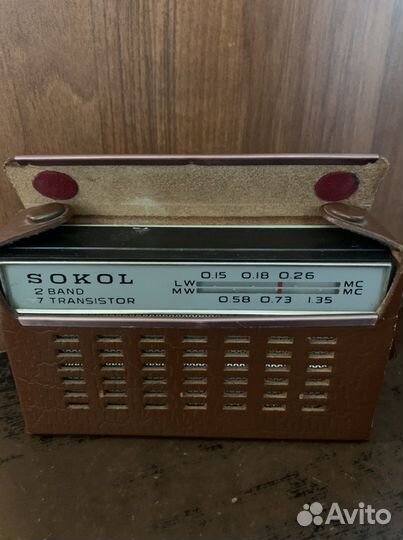 SOKOL
2 BAND
7 TRANSISTOR
0.15 0.18 0.26
LW MC
MW MC
0.58 0.73 1.35
Avito